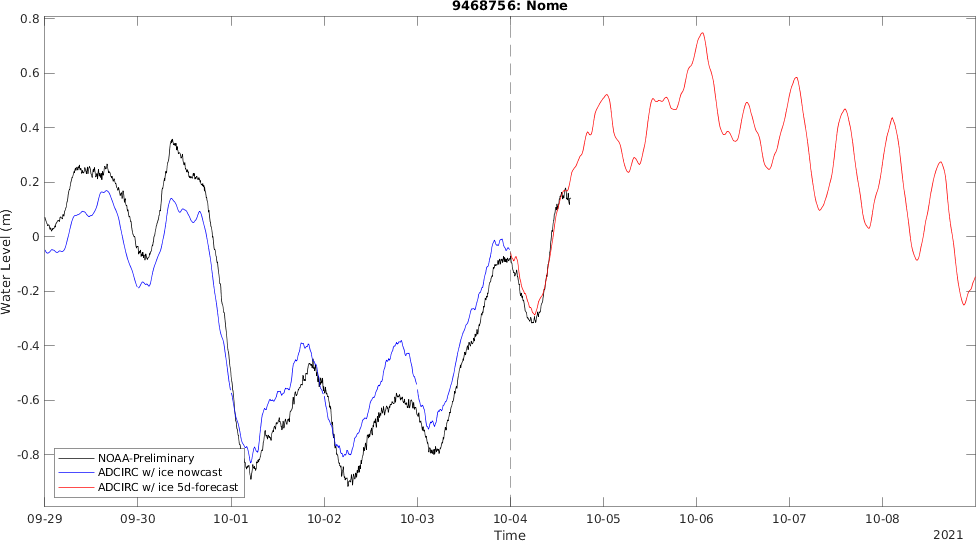 9468756: Nome
0.8
0.6
0.4
0.2
0
-0.2
-0.4
-0.6
-0.8
Water Level (m)
NOAA-Preliminary
ADCIRC w/ ice nowcast
ADCIRC w/ ice 5d-forecast
09-29 09-30 10-01 10-02 10-03 10-04 10-05 10-06 10-07 10-08
Time
2021